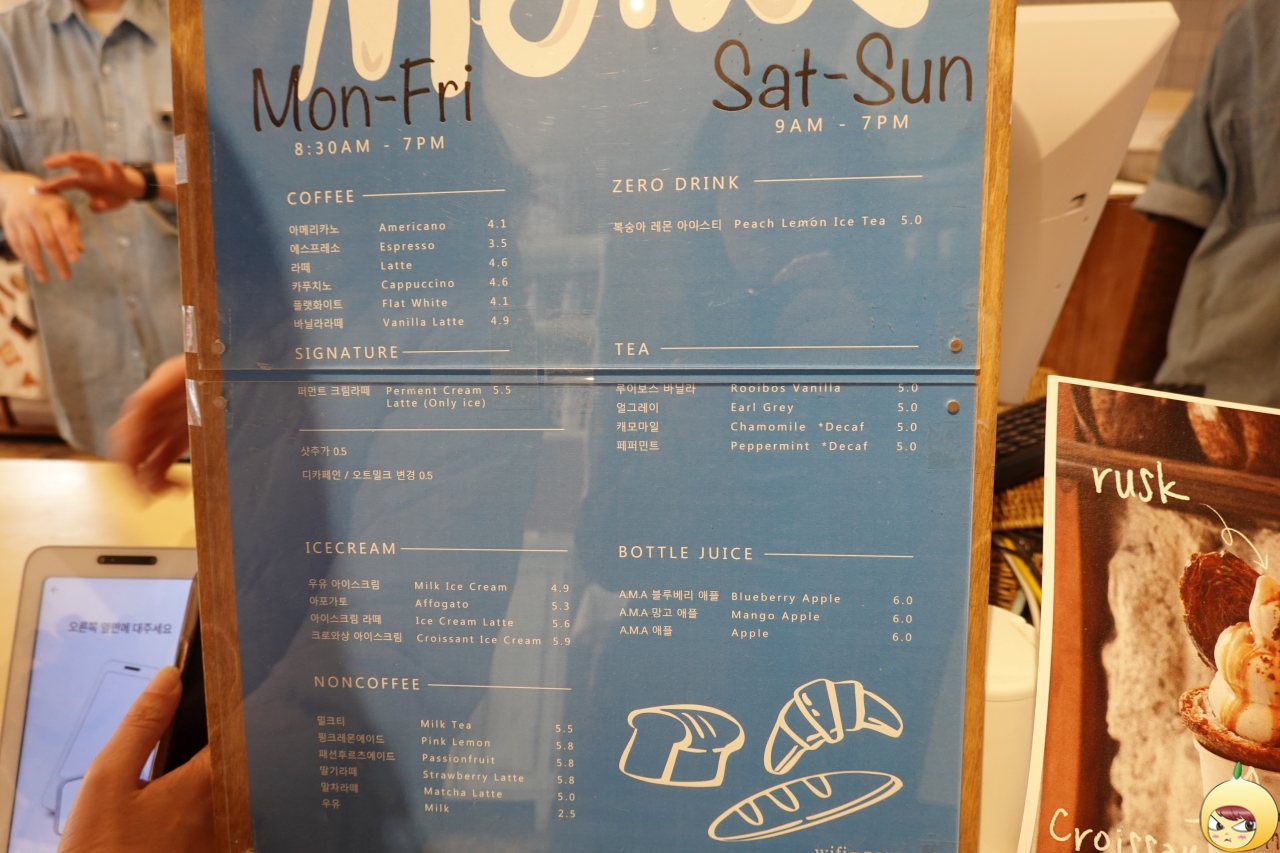 Menu
Mon-Fri
8:30AM - 7PM
Sat-Sun
9AM - 7PM
COFFEE
아메리카노 Americano 4.1
에스프레소 Espresso 3.5
라떼 Latte 4.6
카푸치노 Cappuccino 4.6
플랫화이트 Flat White 4.1
바닐라라떼 Vanilla Latte 4.9
SIGNATURE
퍼먼트 크림라떼 Perment Cream 5.5
Latte (Only ice)
샷추가 0.5
디카페인 / 오트밀크 변경 0.5
ICECREAM
우유 아이스크림 Milk Ice Cream 4.9
아포가토 Affogato 5.3
아이스크림 라떼 Ice Cream Latte 5.6
크로와상 아이스크림 Croissant Ice Cream 5.9
NONCOFFEE
밀크티 Milk Tea 5.5
핑크레몬에이드 Pink Lemon 5.8
패션후르츠에이드 Passionfruit 5.8
딸기라떼 Strawberry Latte 5.8
말차라떼 Matcha Latte 5.0
우유 Milk 2.5
ZERO DRINK
복숭아 레몬 아이스티 Peach Lemon Ice Tea 5.0
TEA
루이보스 바닐라 Rooibos Vanilla 5.0
얼그레이 Earl Grey 5.0
캐모마일 Chamomile *Decaf 5.0
페퍼민트 Peppermint *Decaf 5.0
BOTTLE JUICE
A.M.A 블루베리 애플 Blueberry Apple 6.0
A.M.A 망고 애플 Mango Apple 6.0
A.M.A 애플 Apple 6.0
오른쪽 옆면에 대주세요
rusk